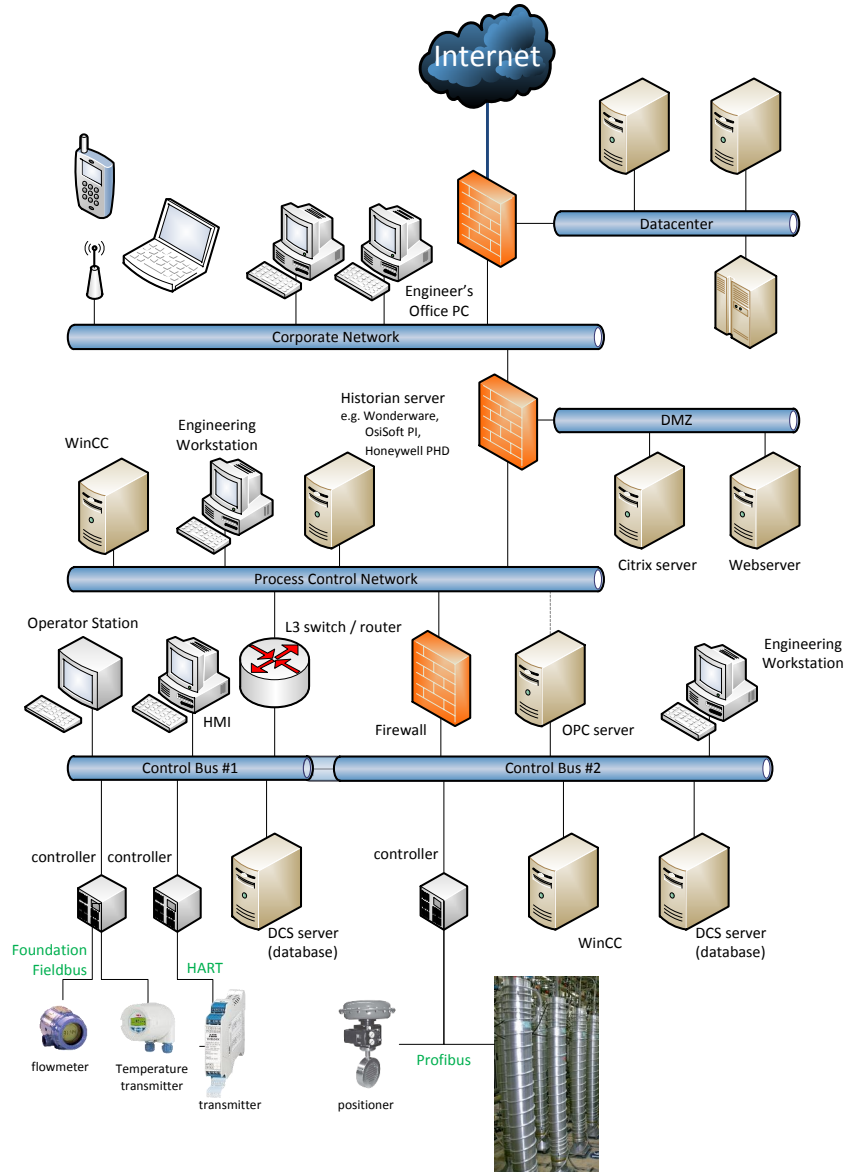 Internet
Datacenter
Engineer's
Office PC
Corporate Network
Historian server
e.g. Wonderware,
OsiSoft PI,
Honeywell PHD
DMZ
Engineering
Workstation
WinCC
Citrix server
Webserver
Process Control Network
Operator Station
L3 switch / router
Engineering
Workstation
HMI
Firewall
OPC server
Control Bus #1
Control Bus #2
controller
controller
controller
DCS server
(database)
WinCC
DCS server
(database)
Foundation
Fieldbus
HART
flowmeter
Temperature
transmitter
transmitter
positioner
Profibus